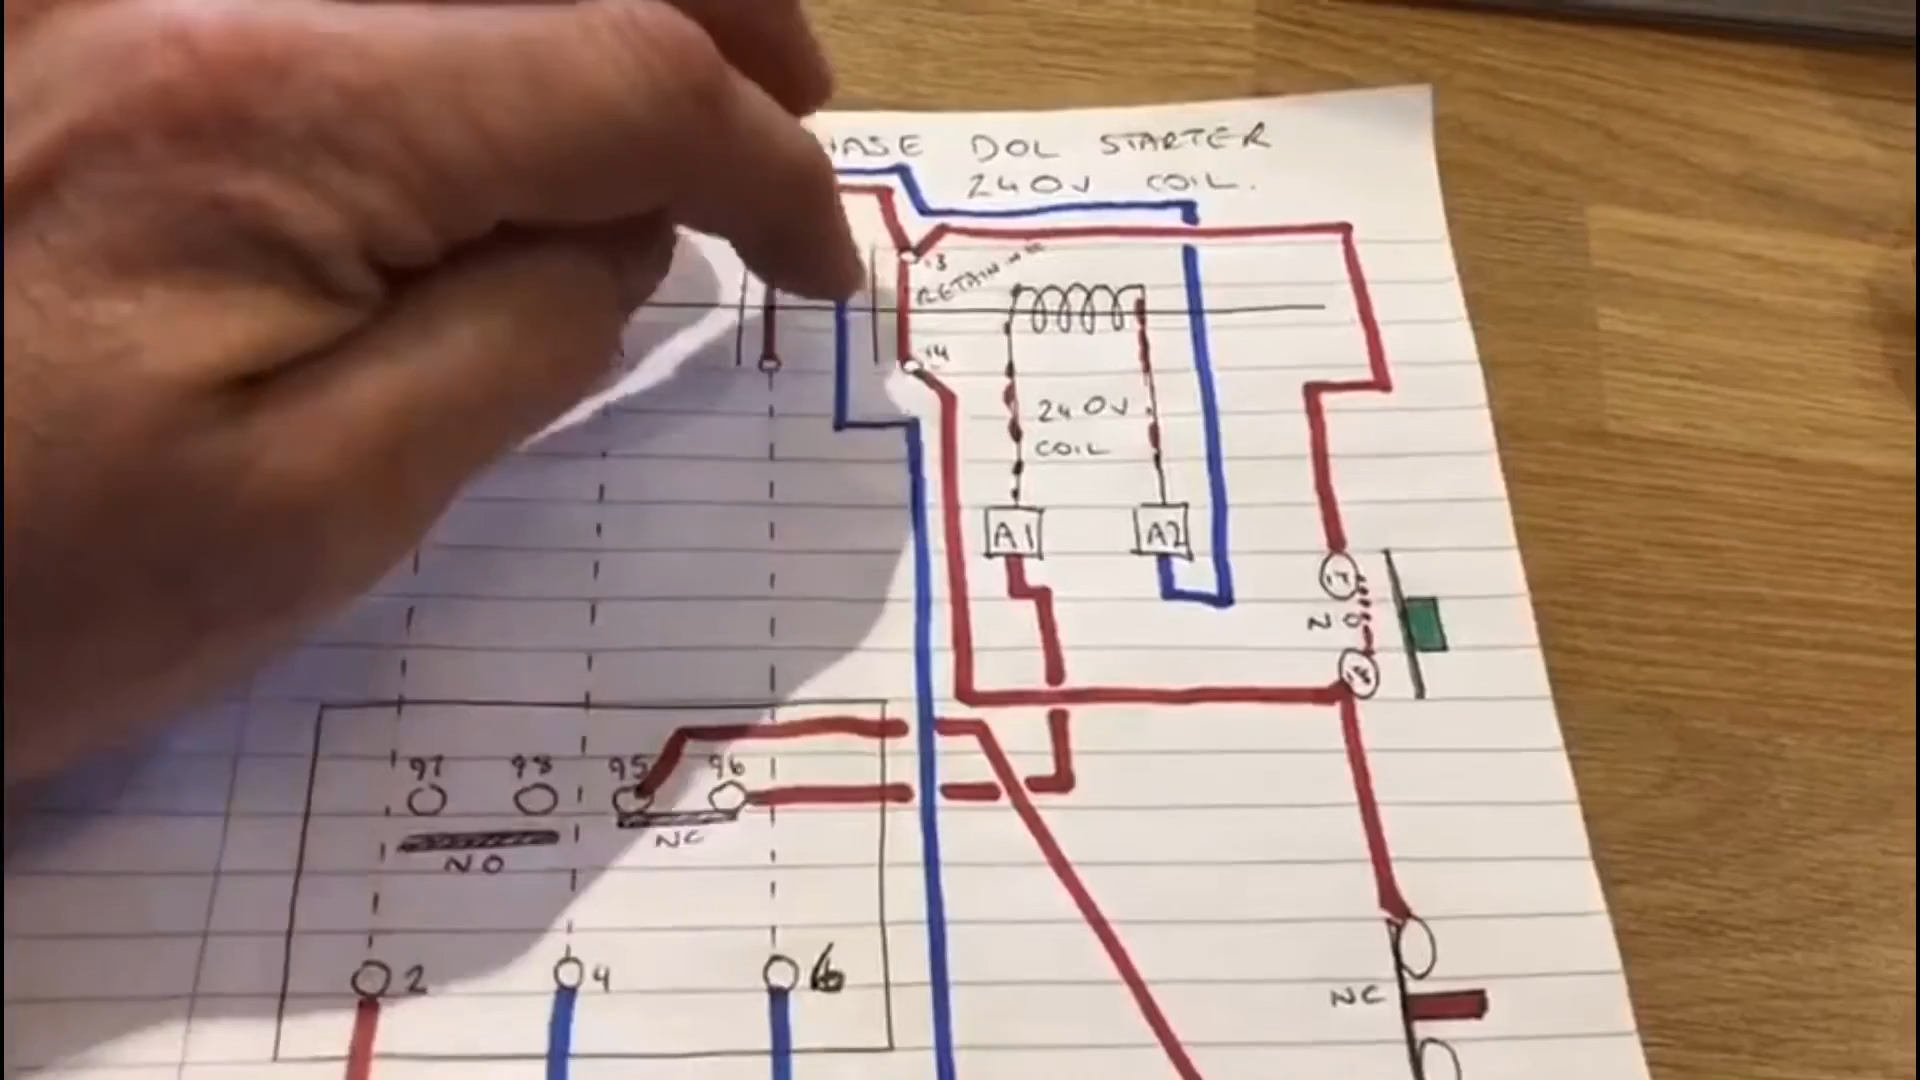 HASE DOL STARTER
240V COIL.
13
RETAIN
14
240V
COIL
A1 A2
NO
97 98 95 96
NC
NO
2 4 6
NC